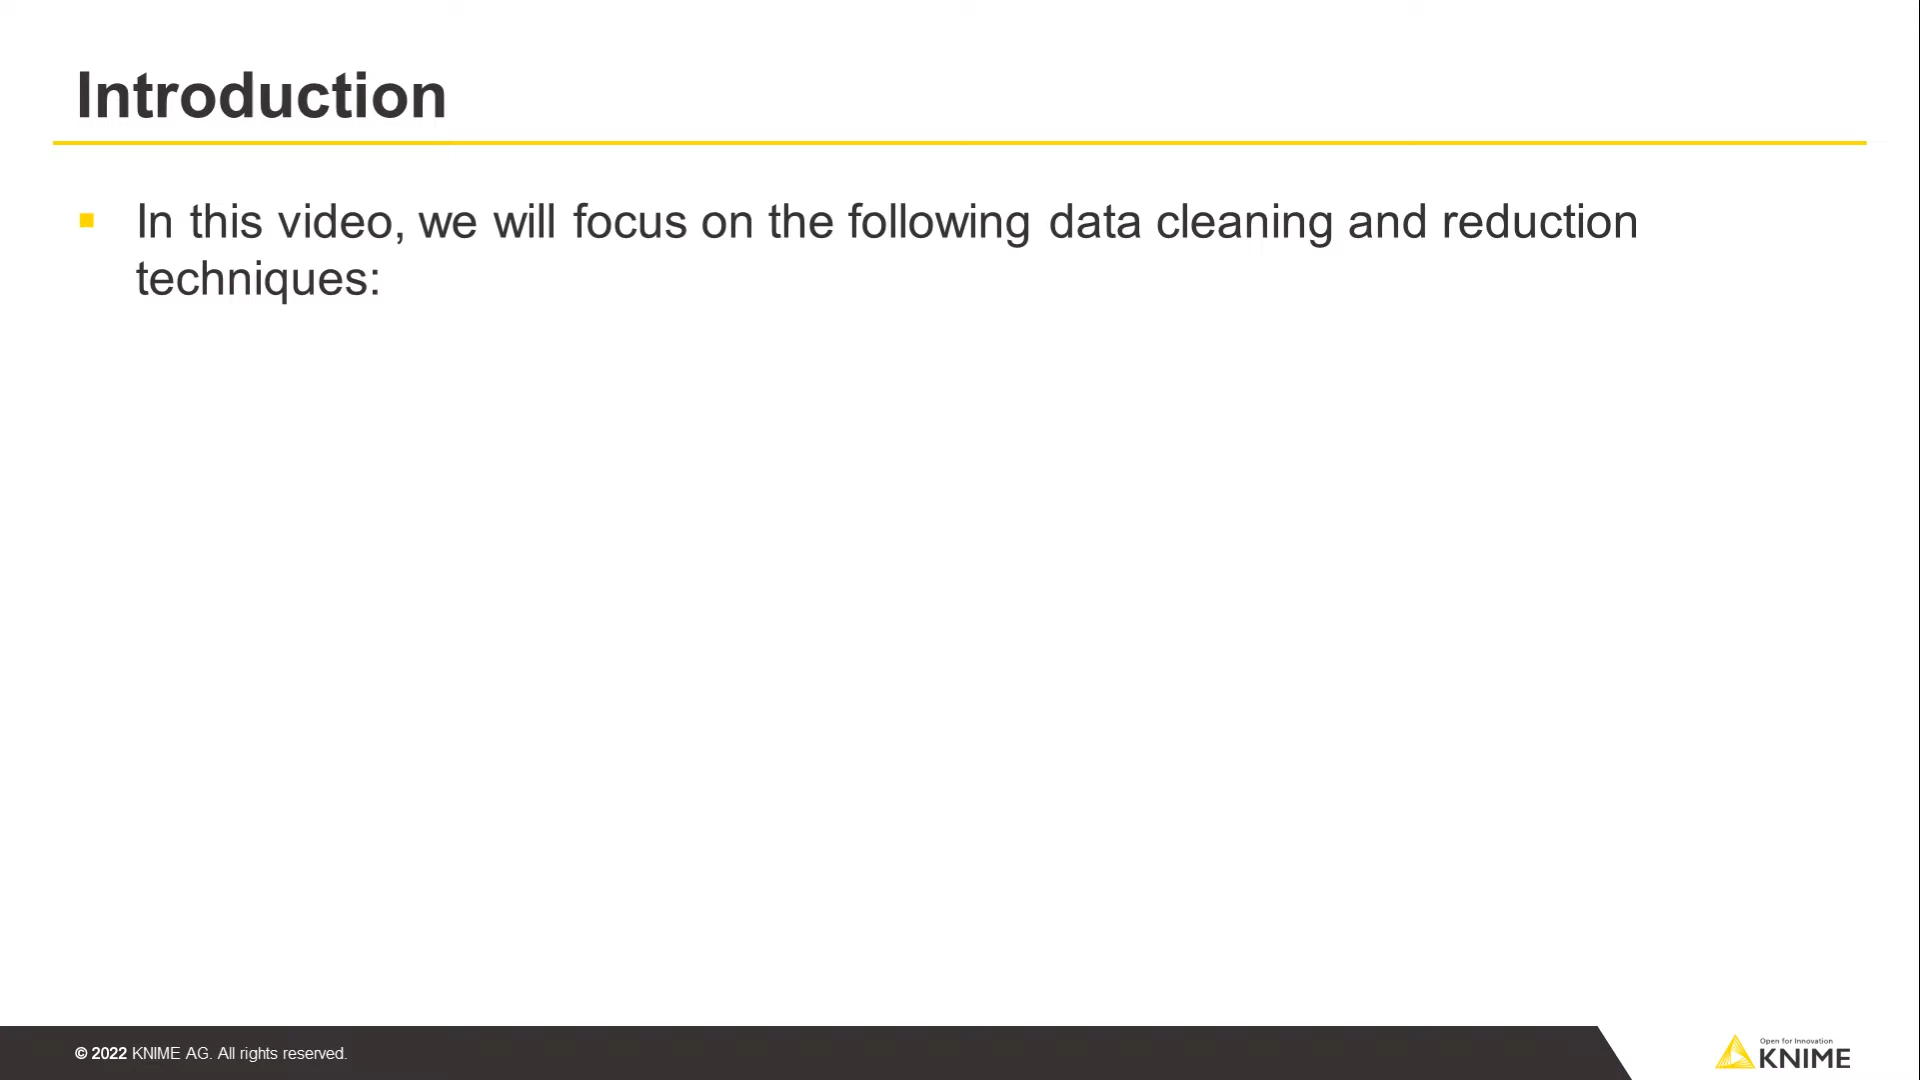 Introduction
▪ In this video, we will focus on the following data cleaning and reduction
techniques:
© 2022 KNIME AG. All rights reserved.
Open for Innovation
KNIME